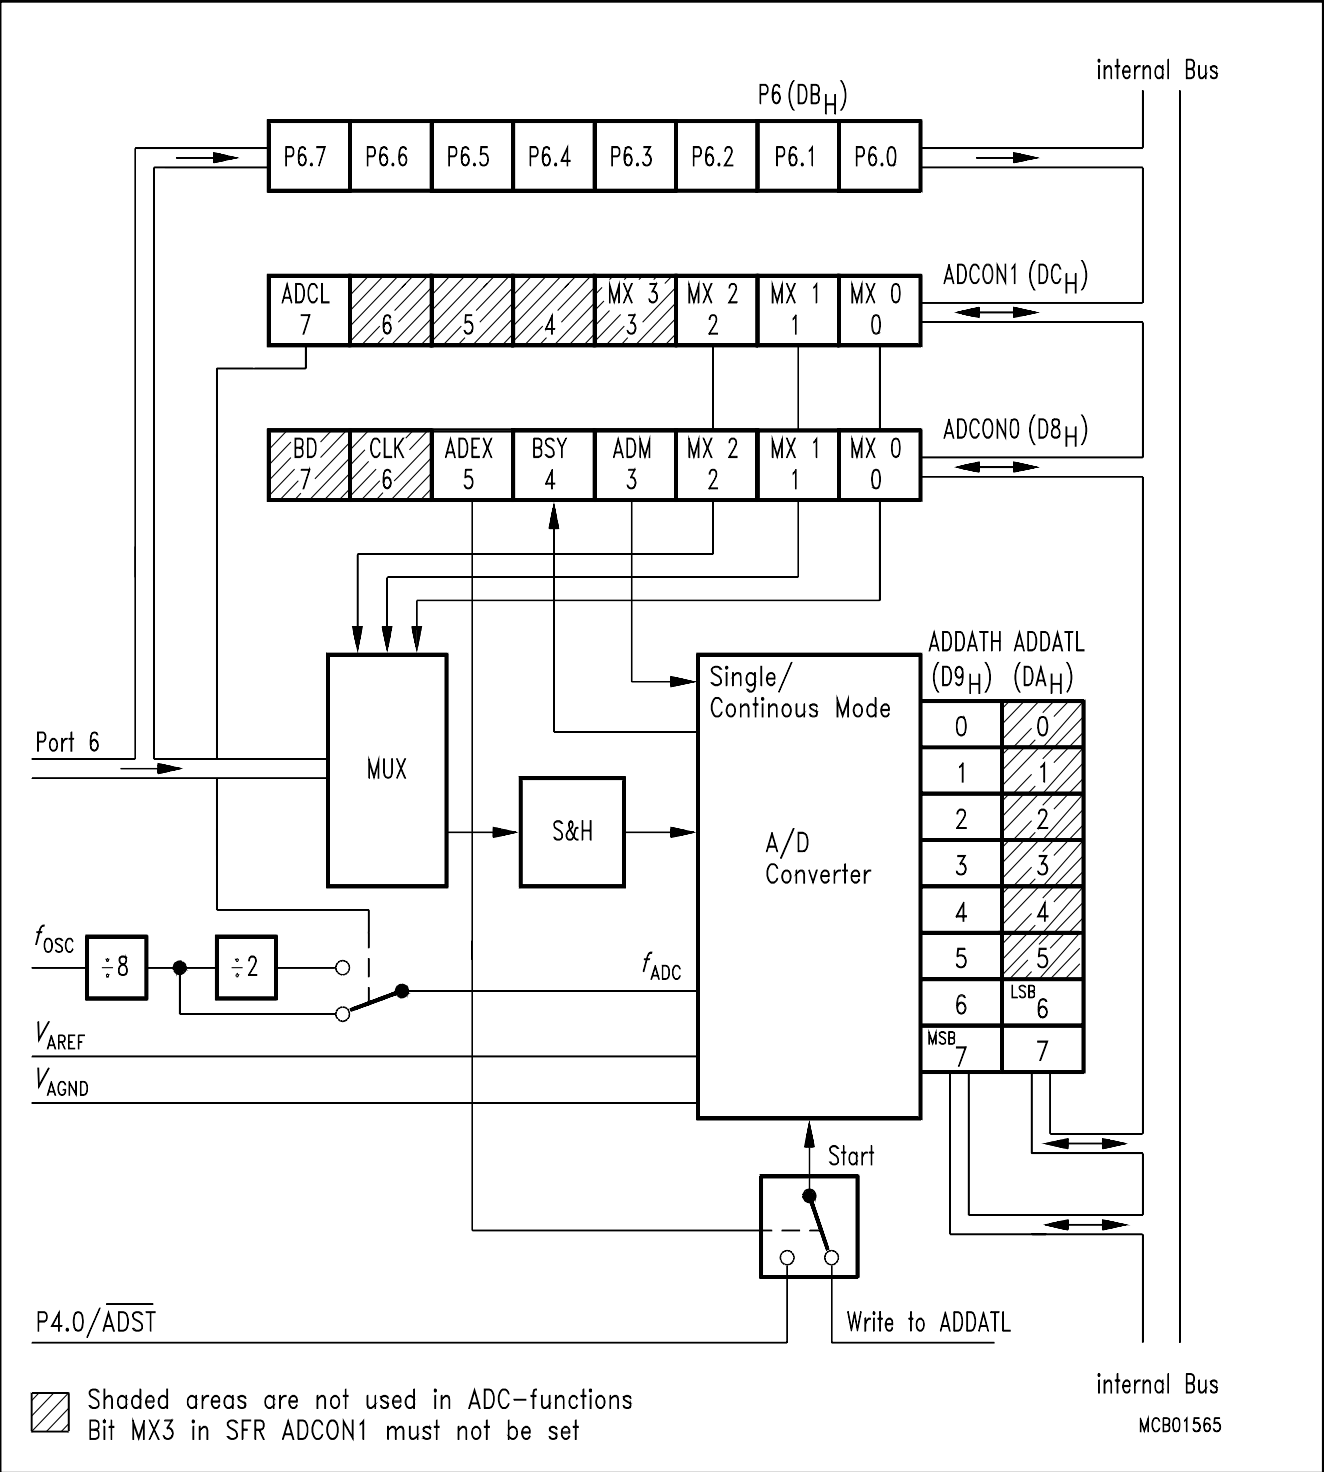 internal Bus
P6 (DBH)
P6.7 P6.6 P6.5 P6.4 P6.3 P6.2 P6.1 P6.0
ADCON1 (DCH)
ADCL MX 3 MX 2 MX 1 MX 0
7 6 5 4 3 2 1 0
ADCON0 (D8H)
BD CLK ADEX BSY ADM MX 2 MX 1 MX 0
7 6 5 4 3 2 1 0
ADDATH ADDATL
(D9H) (DAH)
Single/
Continous Mode
0 0
1 1
2 2
3 3
4 4
5 5
6 LSB 6
MSB 7 7
Port 6
MUX
S&H
A/D
Converter
fOSC
÷8
÷2
fADC
VAREF
VAGND
Start
P4.0/A̅D̅S̅T̅
Write to ADDATL
Shaded areas are not used in ADC-functions
Bit MX3 in SFR ADCON1 must not be set
internal Bus
MCB01565